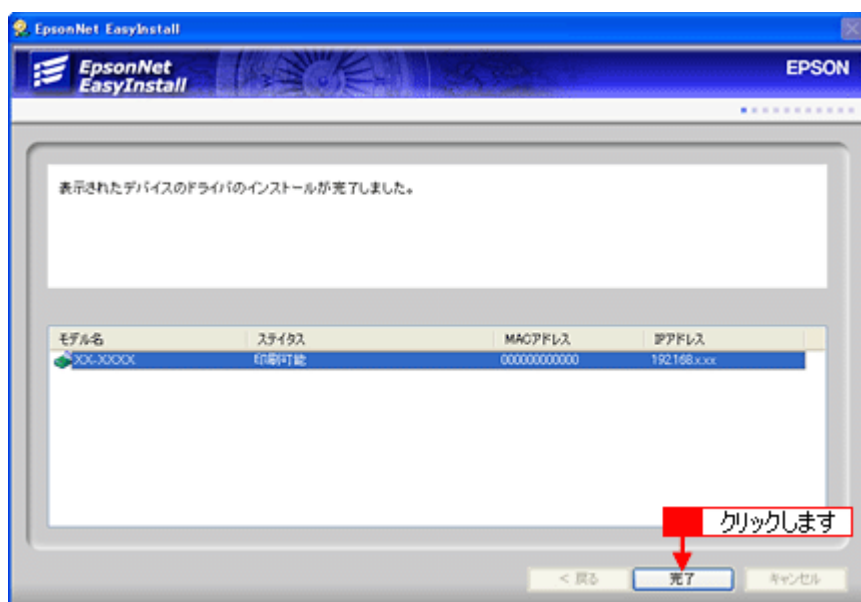 EpsonNet EasyInstall
EpsonNet
EasyInstall
EPSON
表示されたデバイスのドライバのインストールが完了しました。
モデル名 ステイタス MACアドレス IPアドレス
XX-XXXX 印刷可能 000000000000 192.168.x.xx
クリックします
< 戻る 完了 キャンセル